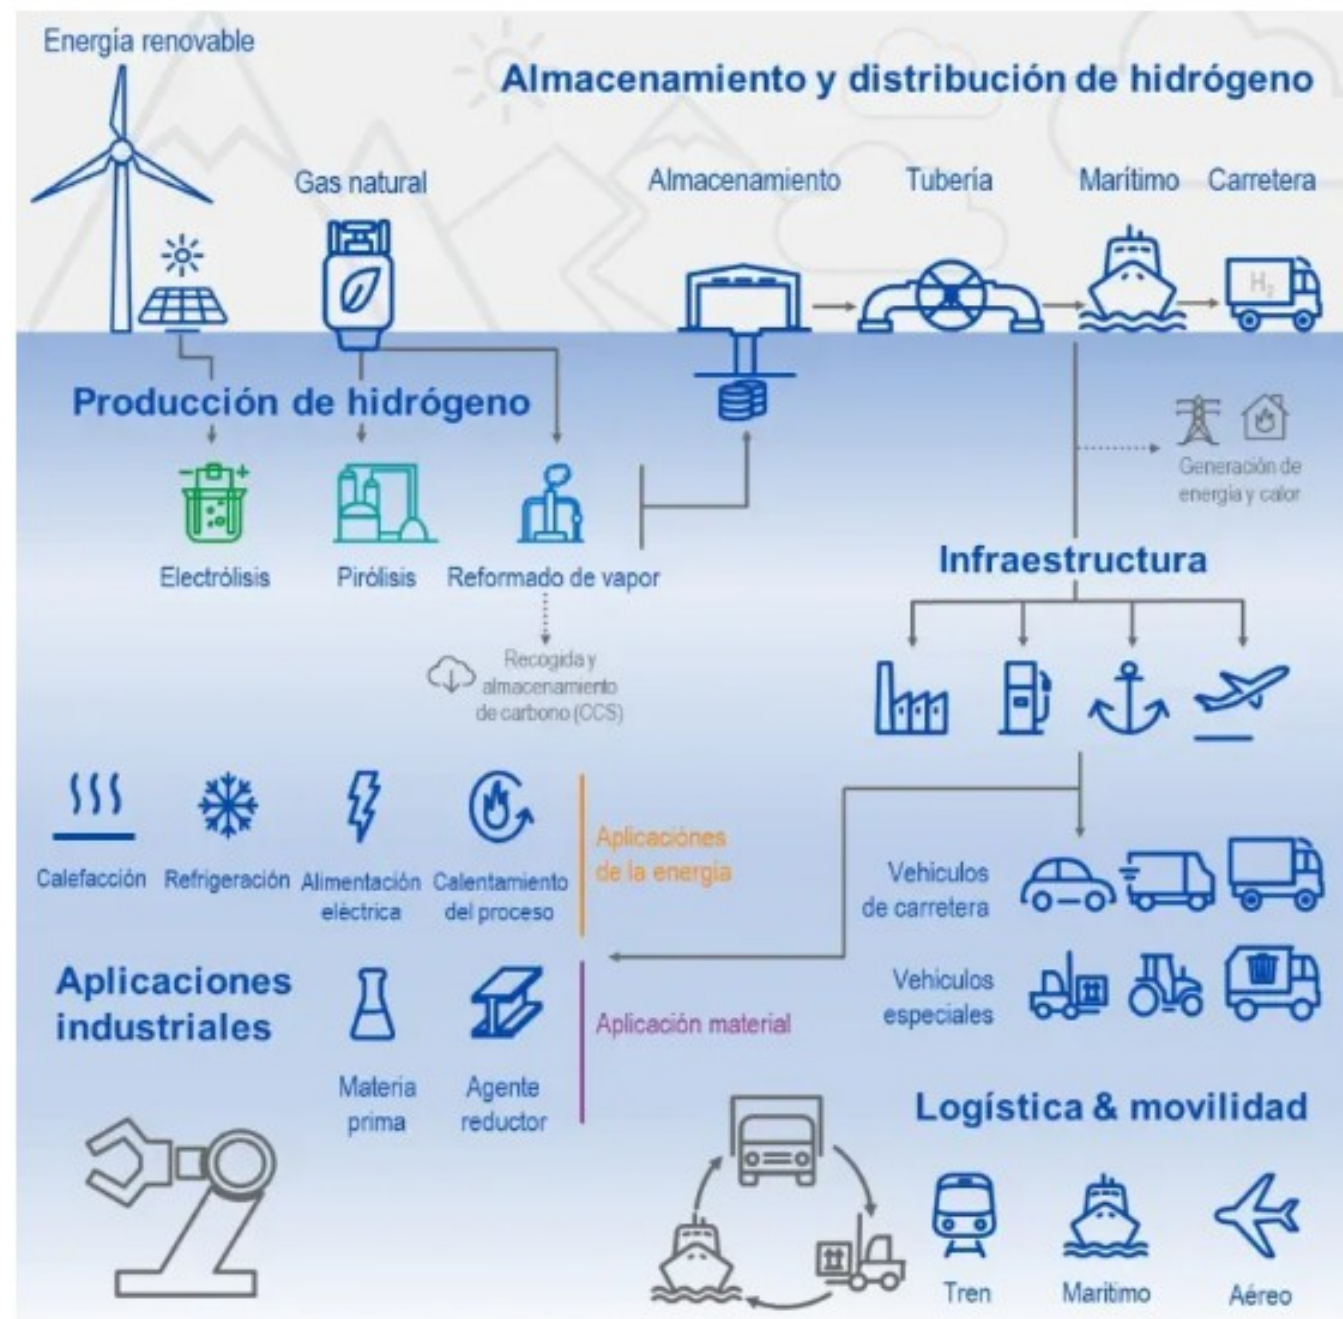 Energía renovable
Almacenamiento y distribución de hidrógeno
Gas natural
Almacenamiento
Tubería
Marítimo
Carretera
H₂
Producción de hidrógeno
Generación de
energía y calor
Electrólisis
Pirólisis
Reformado de vapor
Infraestructura
Recogida y
almacenamiento
de carbono (CCS)
Calefacción
Refrigeración
Alimentación
eléctrica
Calentamiento
del proceso
Aplicaciónes
de la energía
Vehiculos
de carretera
Aplicaciones
industriales
Materia
prima
Agente
reductor
Aplicación material
Vehiculos
especiales
Logística & movilidad
Tren
Marítimo
Aéreo